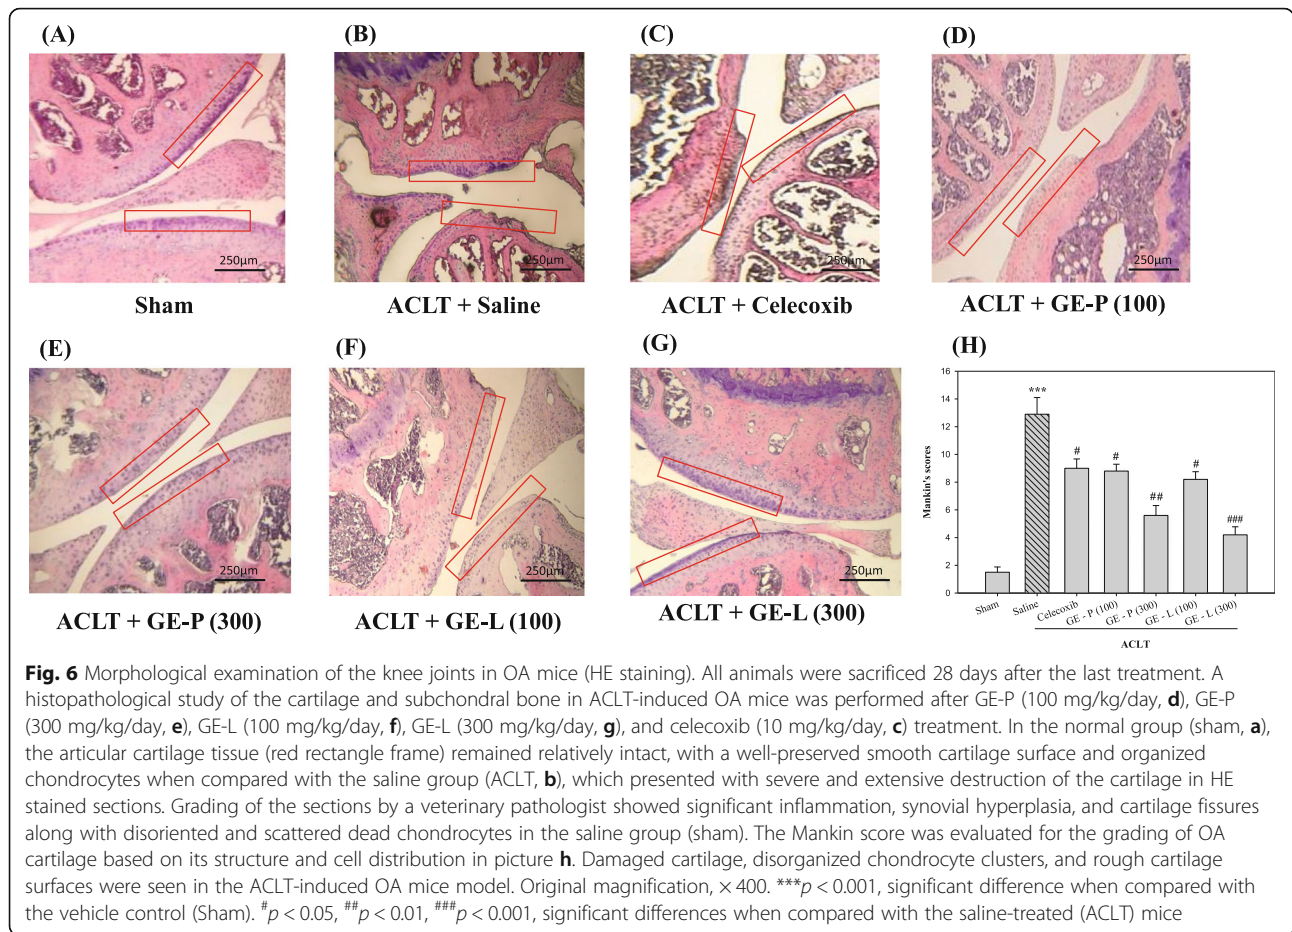 (A)
(B)
(C)
(D)
250μm
250μm
250μm
250μm
Sham
ACLT + Saline
ACLT + Celecoxib
ACLT + GE-P (100)
(E)
(F)
(G)
(H)
250μm
250μm
250μm
ACLT + GE-P (300)
ACLT + GE-L (100)
ACLT + GE-L (300)
Mankin's scores
16
14
12
10
8
6
4
2
0
***
#
#
##
#
###
Sham
Saline
Celecoxib
GE - P (100)
GE - P (300)
GE - L (100)
GE - L (300)
ACLT
Fig. 6 Morphological examination of the knee joints in OA mice (HE staining). All animals were sacrificed 28 days after the last treatment. A
histopathological study of the cartilage and subchondral bone in ACLT-induced OA mice was performed after GE-P (100 mg/kg/day, d), GE-P
(300 mg/kg/day, e), GE-L (100 mg/kg/day, f), GE-L (300 mg/kg/day, g), and celecoxib (10 mg/kg/day, c) treatment. In the normal group (sham, a),
the articular cartilage tissue (red rectangle frame) remained relatively intact, with a well-preserved smooth cartilage surface and organized
chondrocytes when compared with the saline group (ACLT, b), which presented with severe and extensive destruction of the cartilage in HE
stained sections. Grading of the sections by a veterinary pathologist showed significant inflammation, synovial hyperplasia, and cartilage fissures
along with disoriented and scattered dead chondrocytes in the saline group (sham). The Mankin score was evaluated for the grading of OA
cartilage based on its structure and cell distribution in picture h. Damaged cartilage, disorganized chondrocyte clusters, and rough cartilage
surfaces were seen in the ACLT-induced OA mice model. Original magnification, × 400. ***p < 0.001, significant difference when compared with
the vehicle control (Sham). #p < 0.05, ##p < 0.01, ###p < 0.001, significant differences when compared with the saline-treated (ACLT) mice